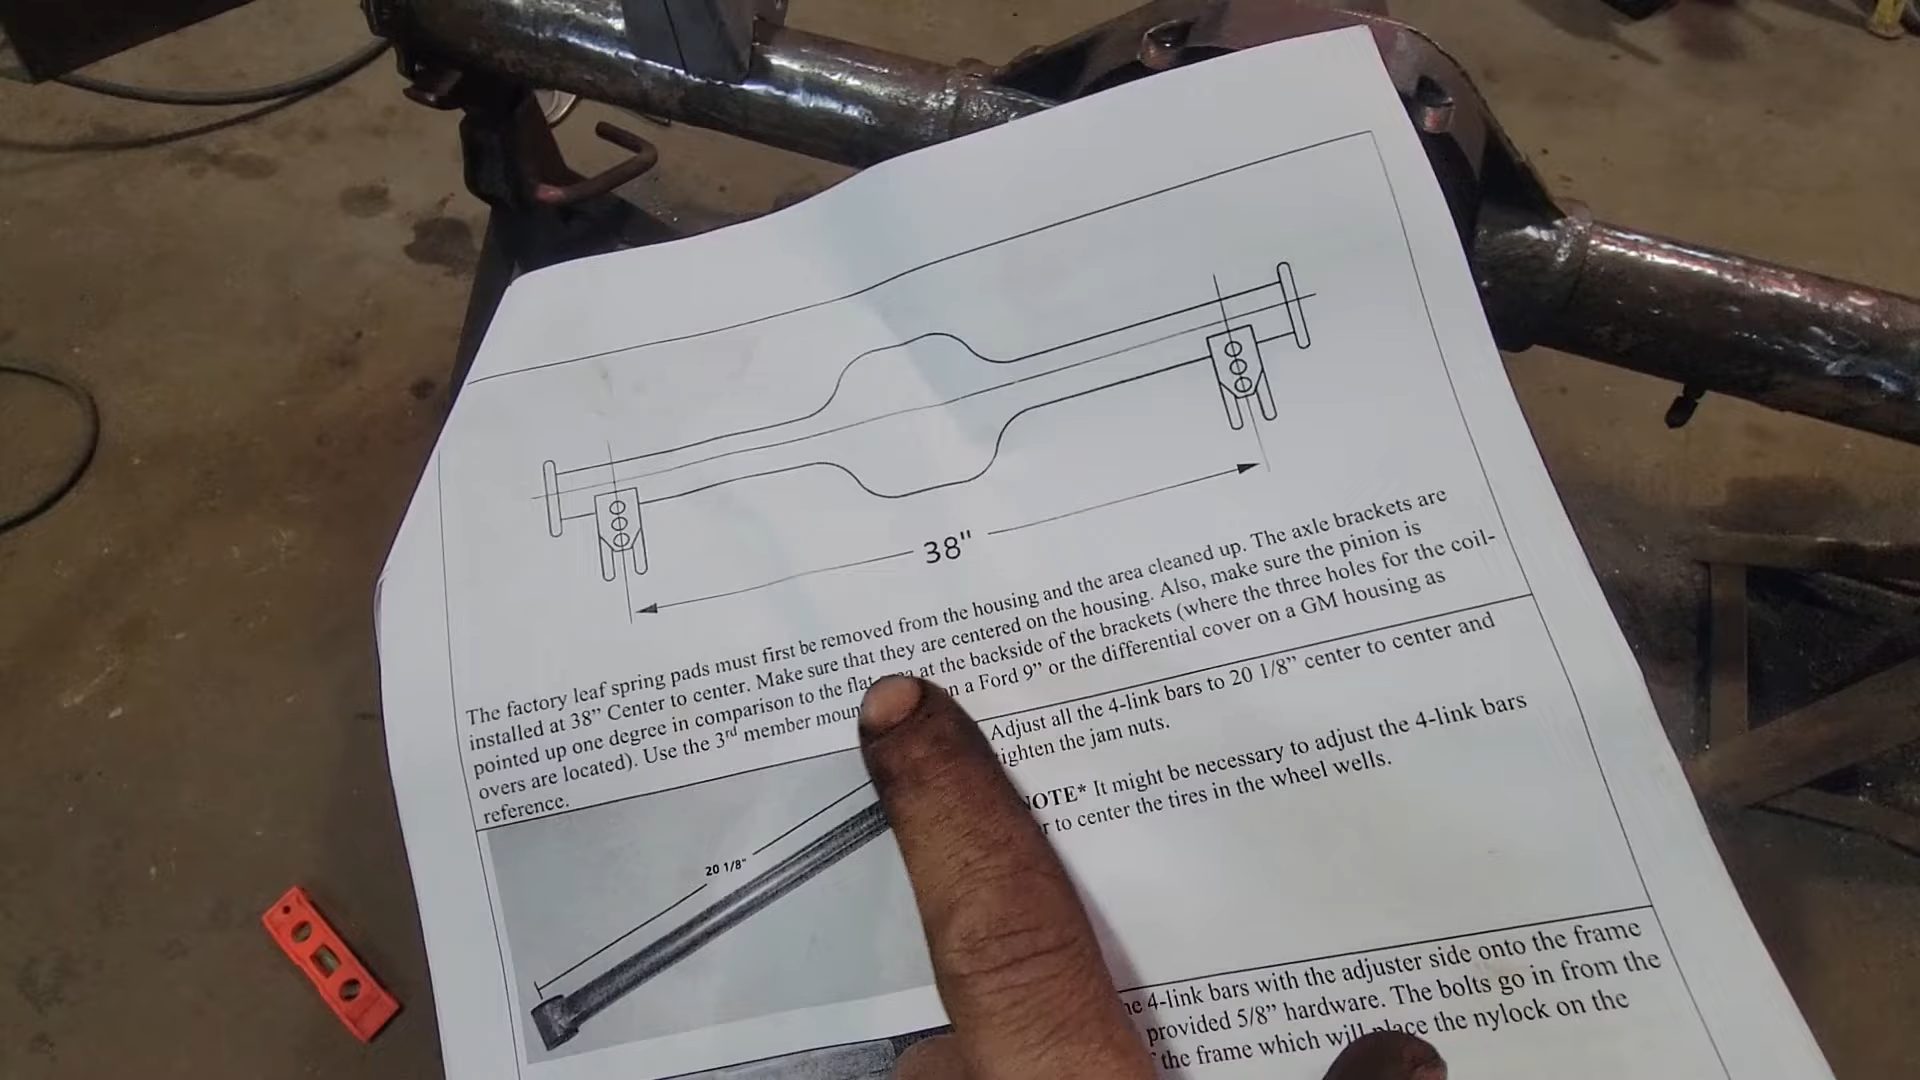 38"
The factory leaf spring pads must first be removed from the housing and the area cleaned up. The axle brackets are
installed at 38” Center to center. Make sure that they are centered on the housing. Also, make sure the pinion is
pointed up one degree in comparison to the flat area at the backside of the brackets (where the three holes for the coil-
overs are located). Use the 3rd member on a Ford 9” or the differential cover on a GM housing as
reference.
20 1/8"
Adjust all the 4-link bars to 20 1/8” center to center and
tighten the jam nuts.
NOTE* It might be necessary to adjust the 4-link bars
to center the tires in the wheel wells.
4-link bars with the adjuster side onto the frame
provided 5/8” hardware. The bolts go in from the
the frame which will place the nylock on the